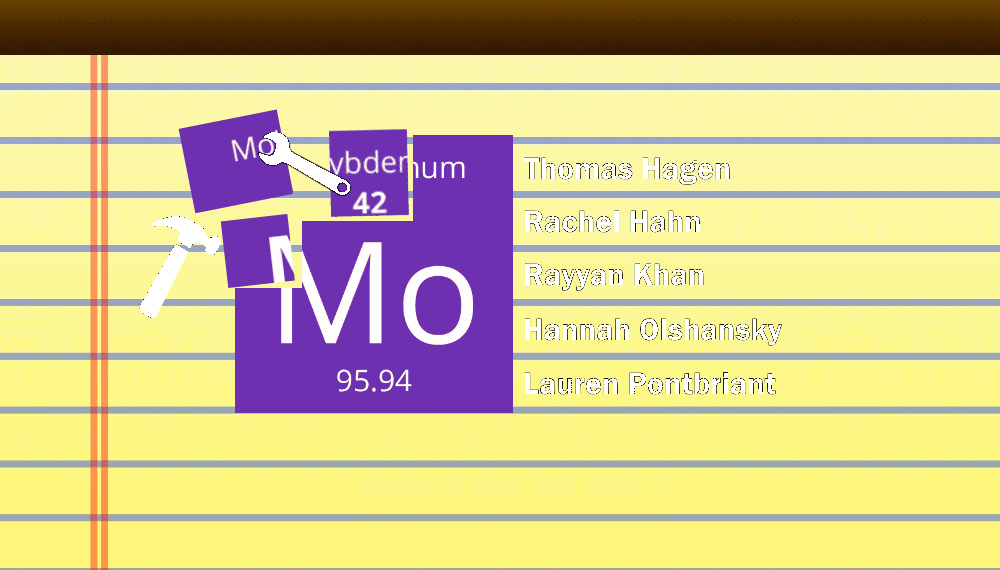 Mo
ybdenum
42
Mo
95.94
Thomas Hagen
Rachel Hahn
Rayyan Khan
Hannah Olshansky
Lauren Pontbriant